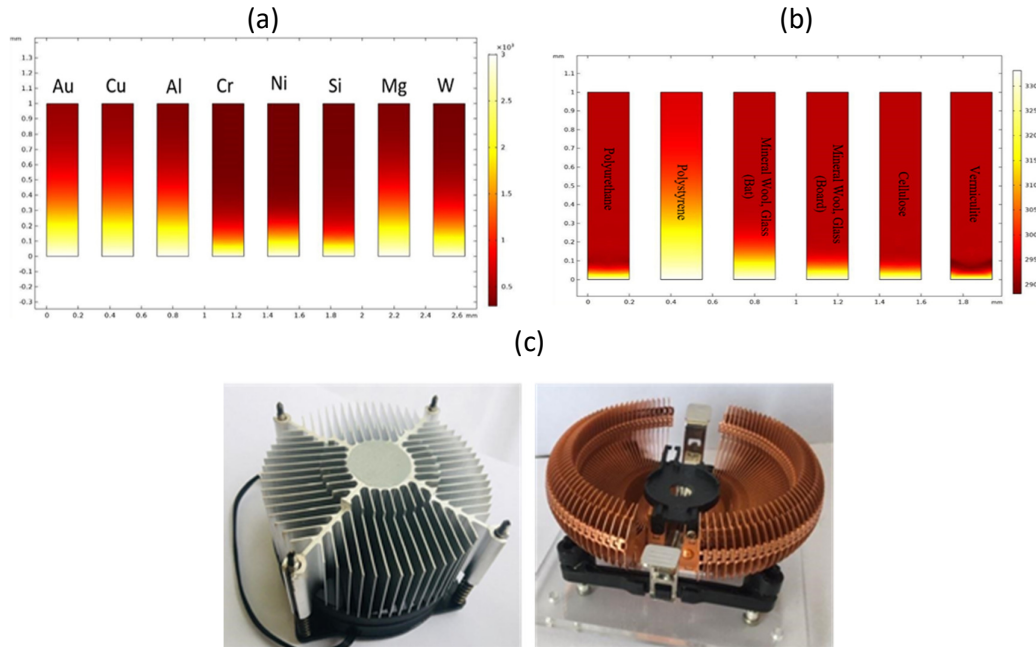 (a)
(b)
mm
×10³
1.3
1.2
1.1
1
0.9
0.8
0.7
0.6
0.5
0.4
0.3
0.2
0.1
0
-0.1
-0.2
-0.3
Au Cu Al Cr Ni Si Mg W
0 0.2 0.4 0.6 0.8 1 1.2 1.4 1.6 1.8 2 2.2 2.4 2.6 mm
3
2.5
2
1.5
1
0.5
mm
1.1
1
0.9
0.8
0.7
0.6
0.5
0.4
0.3
0.2
0.1
0
Polyurethane
Polystyrene
Mineral Wool, Glass
(Bat)
Mineral Wool, Glass
(Board)
Cellulose
Vermiculite
0 0.2 0.4 0.6 0.8 1 1.2 1.4 1.6 1.8 mm
330
325
320
315
310
305
300
295
290
(c)